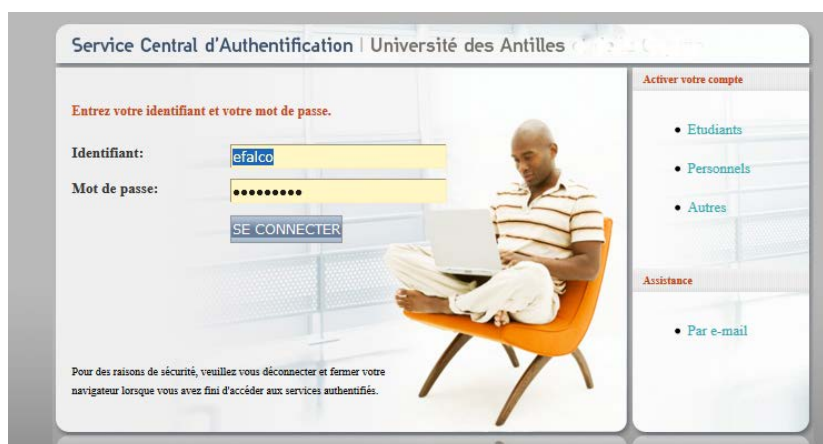 Service Central d'Authentification | Université des Antilles
Activer votre compte
Entrez votre identifiant et votre mot de passe.
Identifiant:
efalco
Mot de passe:
•••••••••
SE CONNECTER
Pour des raisons de sécurité, veuillez vous déconnecter et fermer votre
navigateur lorsque vous avez fini d'accéder aux services authentifiés.
• Etudiants
• Personnels
• Autres
Assistance
• Par e-mail